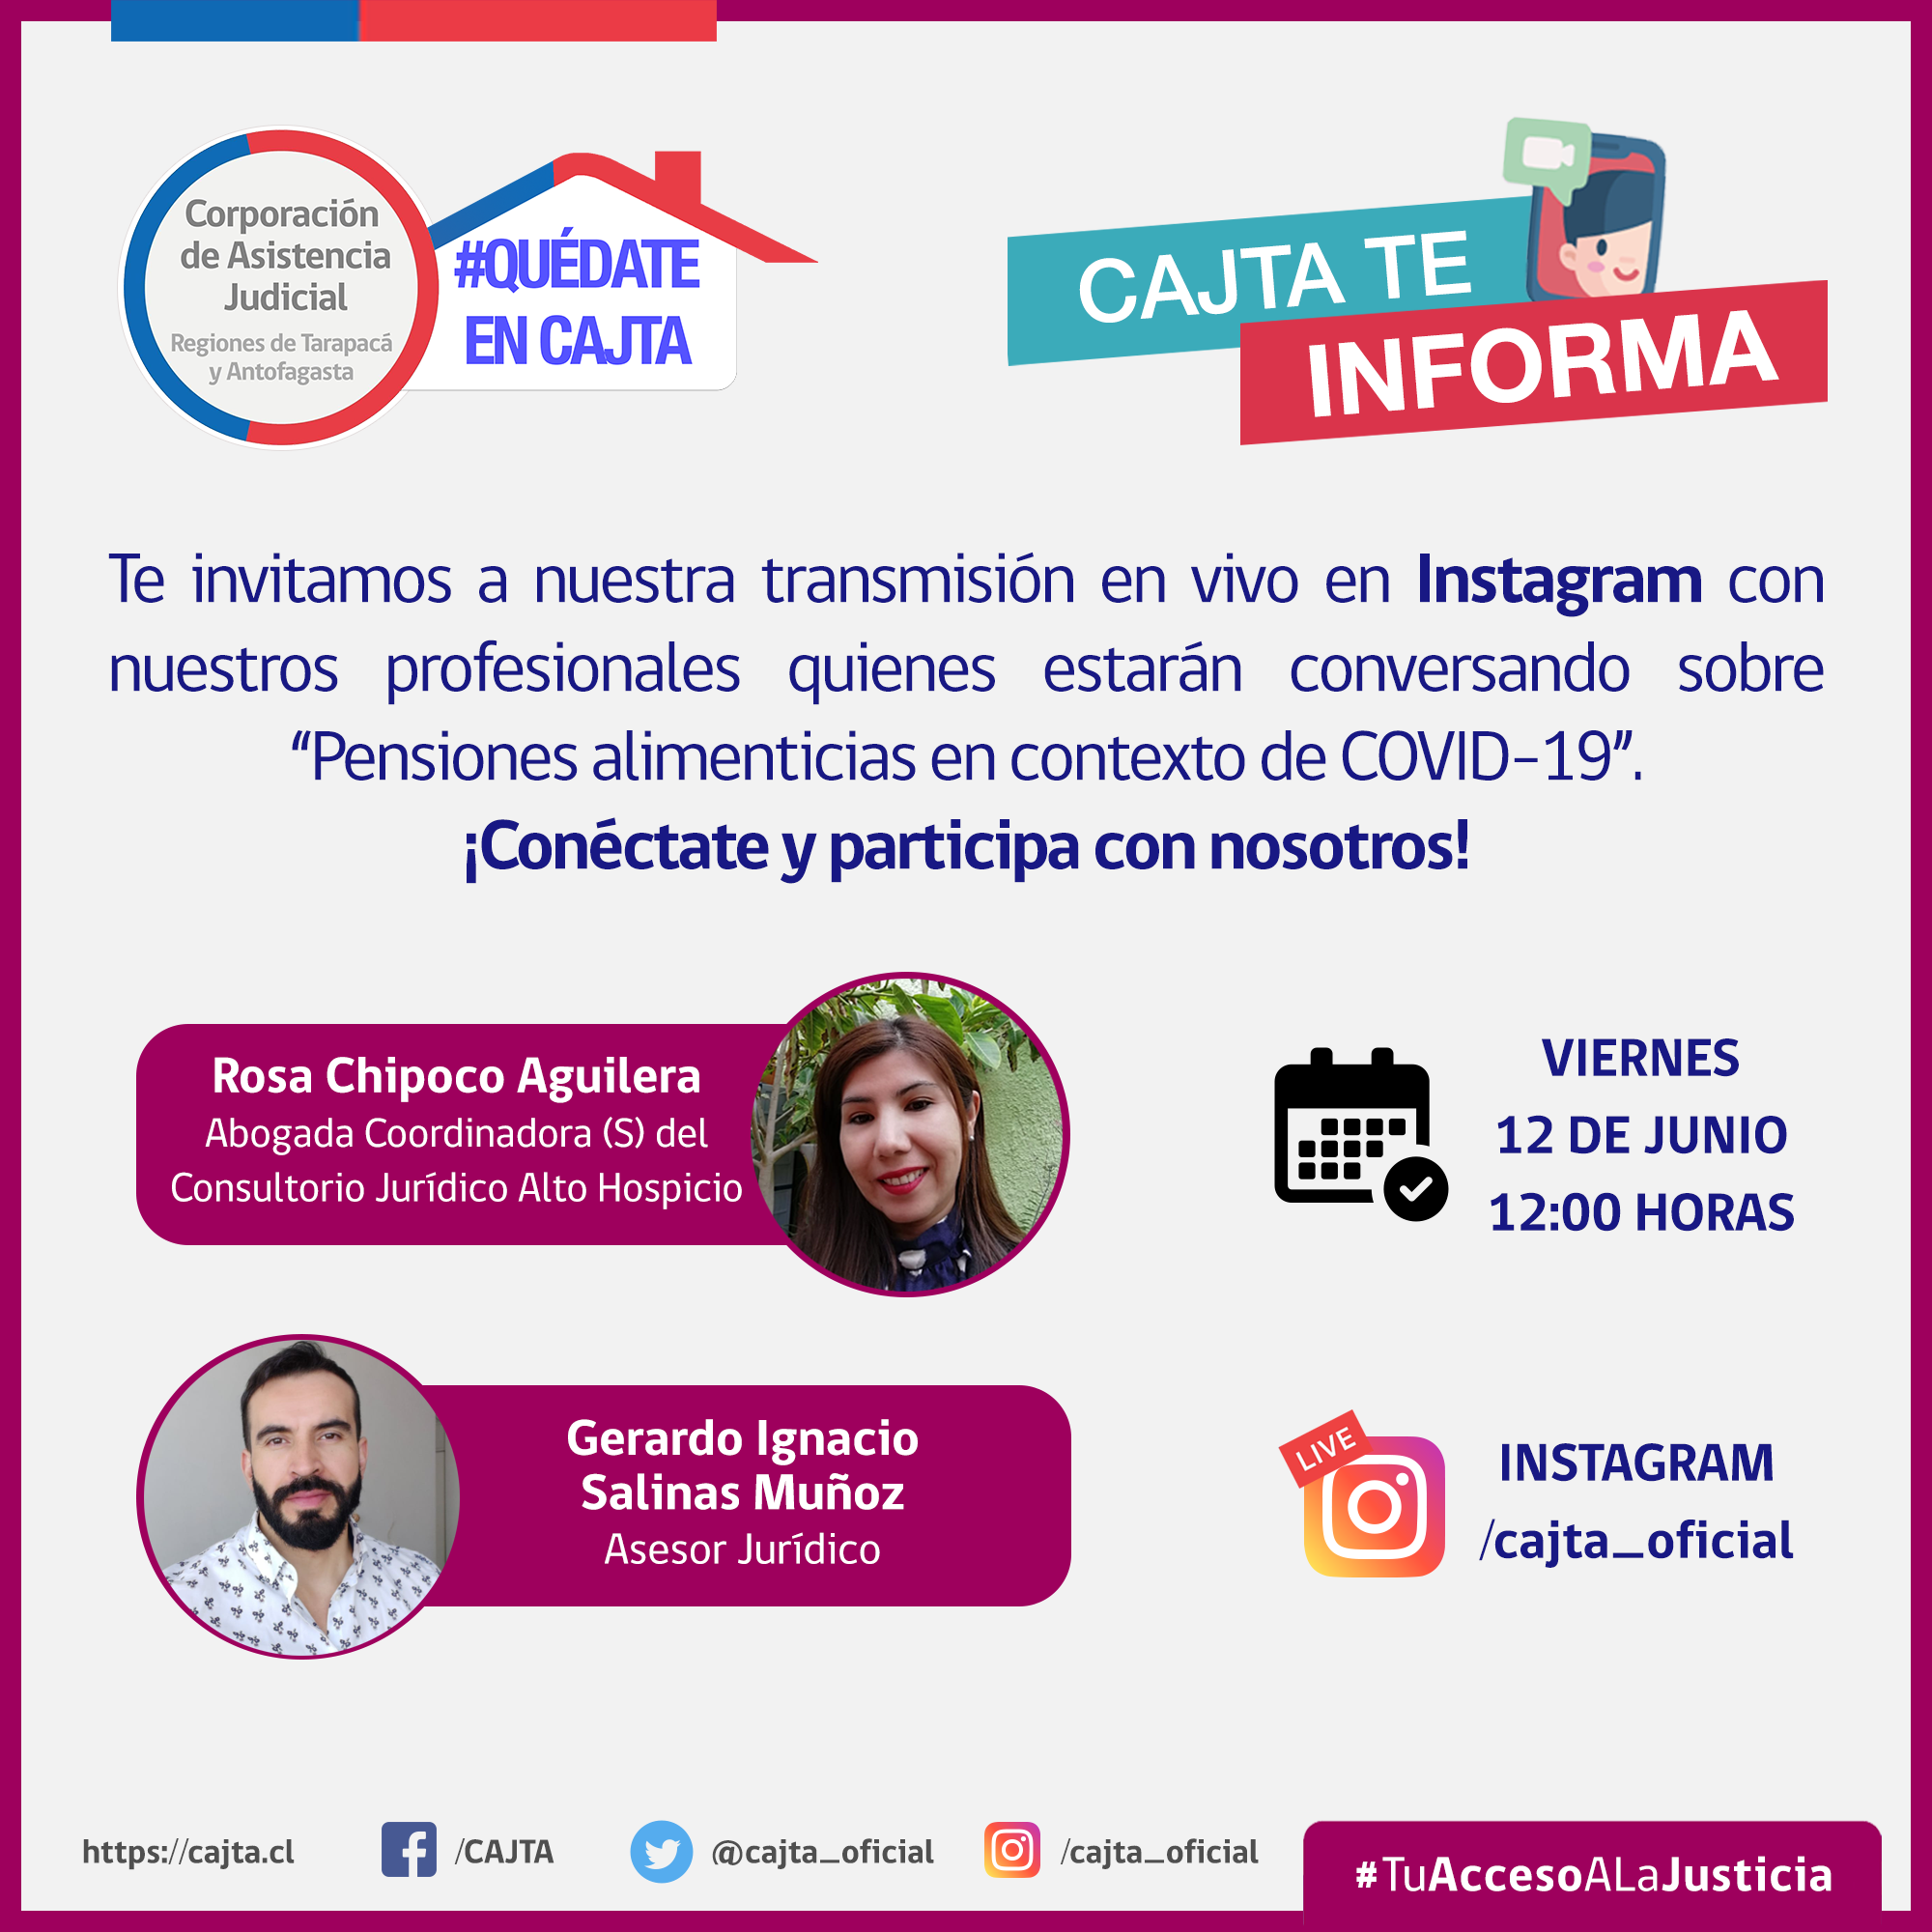 Corporación
de Asistencia
Judicial
Regiones de Tarapacá
y Antofagasta
#QUÉDATE
EN CAJTA
CAJTA TE
INFORMA
Te invitamos a nuestra transmisión en vivo en Instagram con
nuestros profesionales quienes estarán conversando sobre
“Pensiones alimenticias en contexto de COVID-19”.
¡Conéctate y participa con nosotros!
Rosa Chipoco Aguilera
Abogada Coordinadora (S) del
Consultorio Jurídico Alto Hospicio
VIERNES
12 DE JUNIO
12:00 HORAS
Gerardo Ignacio
Salinas Muñoz
Asesor Jurídico
LIVE
INSTAGRAM
/cajta_oficial
https://cajta.cl
/CAJTA
@cajta_oficial
/cajta_oficial
#TuAccesoALaJusticia